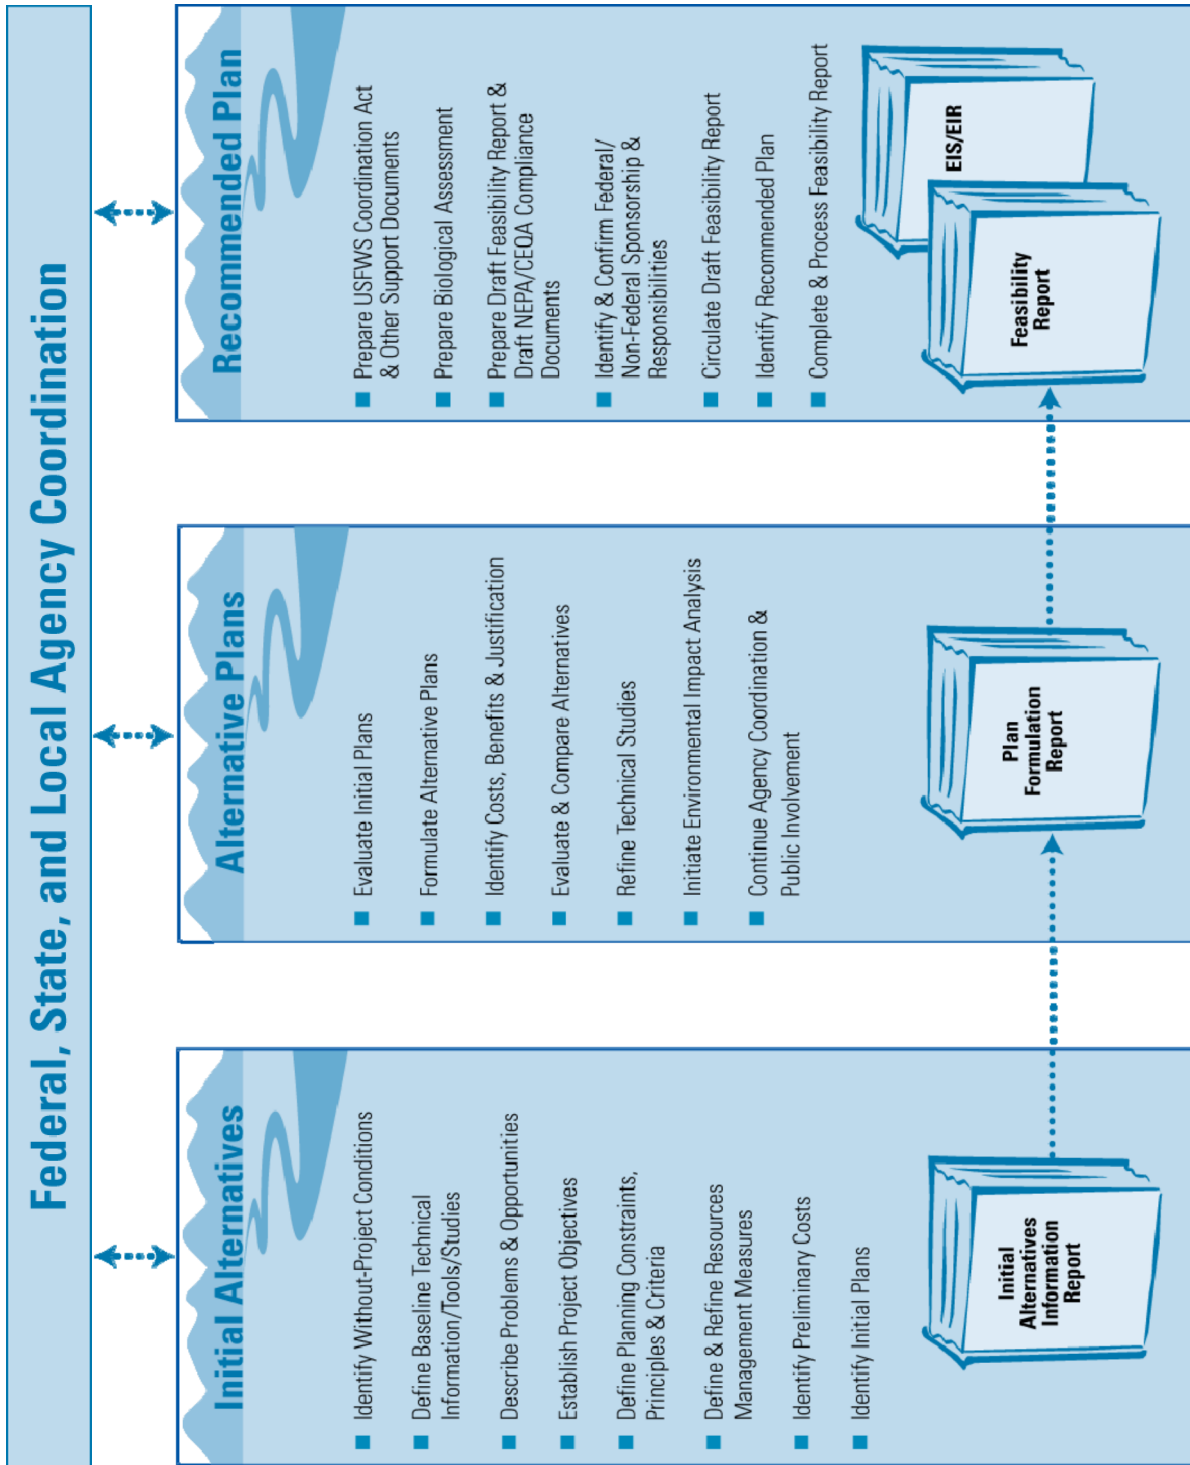 Federal, State, and Local Agency Coordination
Initial Alternatives
Identify Without-Project Conditions
Define Baseline Technical
Information/Tools/Studies
Describe Problems & Opportunities
Establish Project Objectives
Define Planning Constraints,
Principles & Criteria
Define & Refine Resources
Management Measures
Identify Preliminary Costs
Identify Initial Plans
Initial
Alternatives
Information
Report
Alternative Plans
Evaluate Initial Plans
Formulate Alternative Plans
Identify Costs, Benefits & Justification
Evaluate & Compare Alternatives
Refine Technical Studies
Initiate Environmental Impact Analysis
Continue Agency Coordination &
Public Involvement
Plan
Formulation
Report
Recommended Plan
Prepare USFWS Coordination Act
& Other Support Documents
Prepare Biological Assessment
Prepare Draft Feasibility Report &
Draft NEPA/CEQA Compliance
Documents
Identify & Confirm Federal/
Non-Federal Sponsorship &
Responsibilities
Circulate Draft Feasibility Report
Identify Recommended Plan
Complete & Process Feasibility Report
Feasibility
Report
EIS/EIR